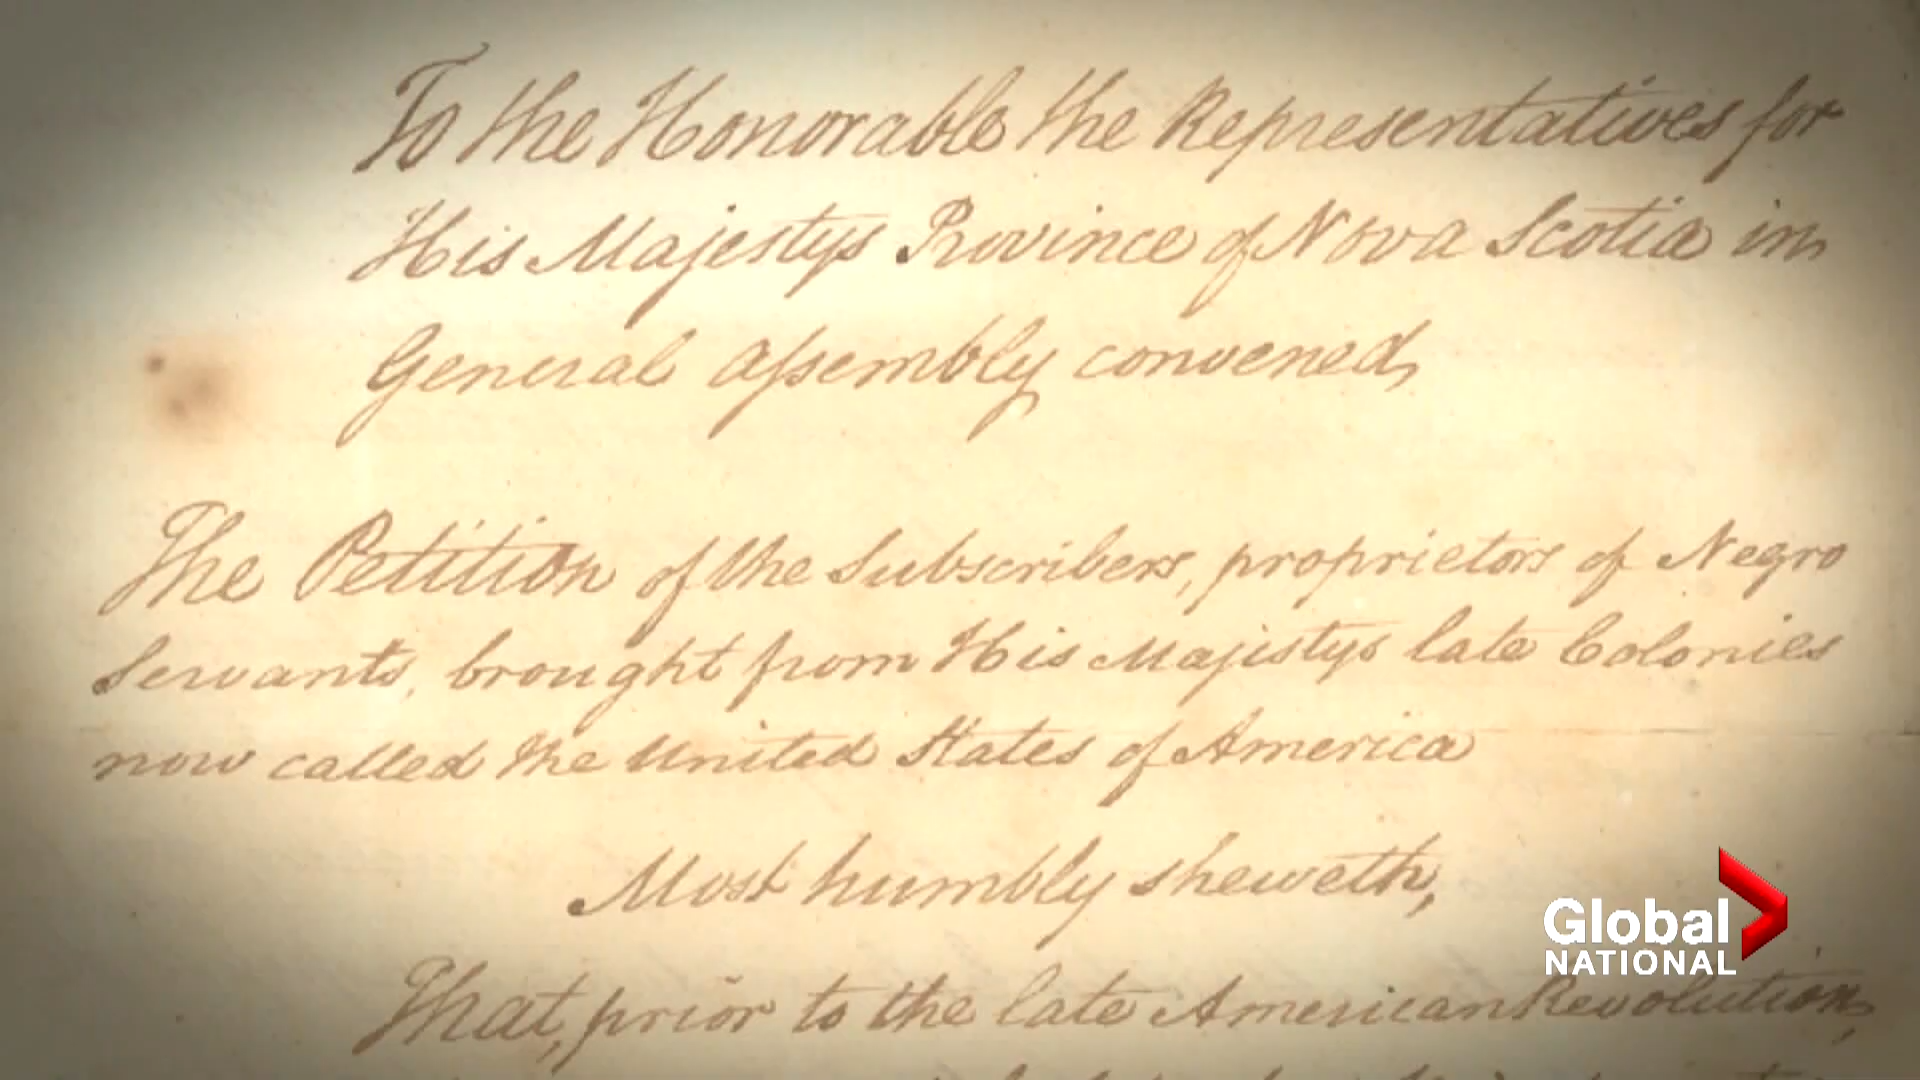 To the Honorable the Representatives for
His Majestys Province of Nova Scotia in
General aſsembly convened,
The Petition of the Subscribers, proprietors of Negro
Servants, brought from His Majestys late Colonies
now called the United States of America
Most humbly sheweth,
Global
NATIONAL
That, prior to the late American Revolution,